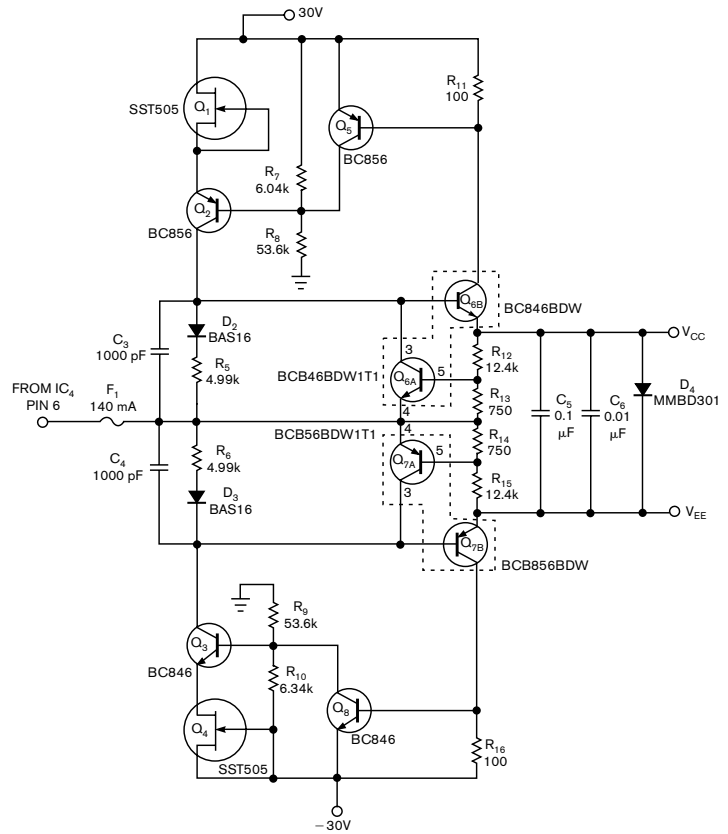 30V
R11
100
SST505
Q1
Q5
BC856
R7
6.04k
Q2
BC856
R8
53.6k
Q6B
BC846BDW
VCC
C3
1000 pF
D2
BAS16
R5
4.99k
3
Q6A
5
4
BCB46BDW1T1
R12
12.4k
R13
750
C5
0.1
µF
C6
0.01
µF
D4
MMBD301
FROM IC4
PIN 6
F1
140 mA
BCB56BDW1T1
4
Q7A
5
3
R14
750
R15
12.4k
C4
1000 pF
R6
4.99k
D3
BAS16
VEE
Q7B
BCB856BDW
R9
53.6k
Q3
BC846
R10
6.34k
Q8
BC846
Q4
SST505
R16
100
−30V